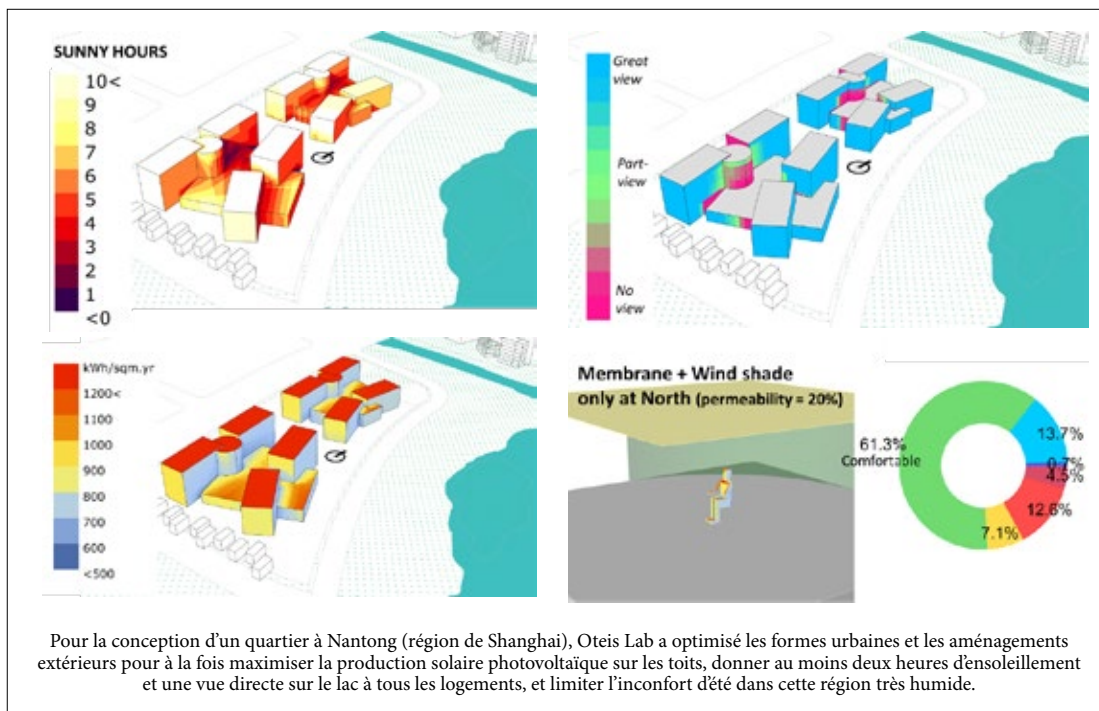 SUNNY HOURS
10<
9
8
7
6
5
4
3
2
1
<0
Great
view
Part-
view
No
view
kWh/sqm.yr
1200<
1100
1000
900
800
700
600
<500
Membrane + Wind shade
only at North (permeability = 20%)
61.3%
Comfortable
13.7%
0.7%
4.5%
12.6%
7.1%
Pour la conception d’un quartier à Nantong (région de Shanghai), Oteis Lab a optimisé les formes urbaines et les aménagements
extérieurs pour à la fois maximiser la production solaire photovoltaïque sur les toits, donner au moins deux heures d’ensoleillement
et une vue directe sur le lac à tous les logements, et limiter l’inconfort d’été dans cette région très humide.